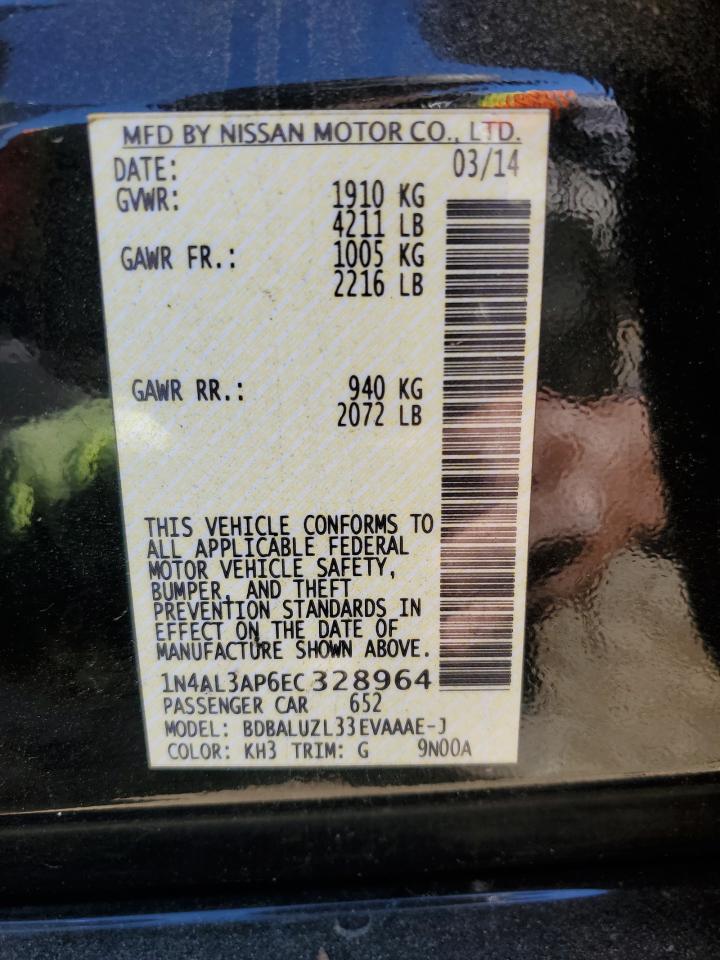 MFD BY NISSAN MOTOR CO., LTD.
DATE: 03/14
GVWR: 1910 KG
4211 LB
GAWR FR.: 1005 KG
2216 LB
GAWR RR.: 940 KG
2072 LB
THIS VEHICLE CONFORMS TO
ALL APPLICABLE FEDERAL
MOTOR VEHICLE SAFETY,
BUMPER, AND THEFT
PREVENTION STANDARDS IN
EFFECT ON THE DATE OF
MANUFACTURE SHOWN ABOVE.
1N4AL3AP6EC328964
PASSENGER CAR 652
MODEL: BDBALUZL33EVAAAE-J
COLOR: KH3 TRIM: G 9N00A